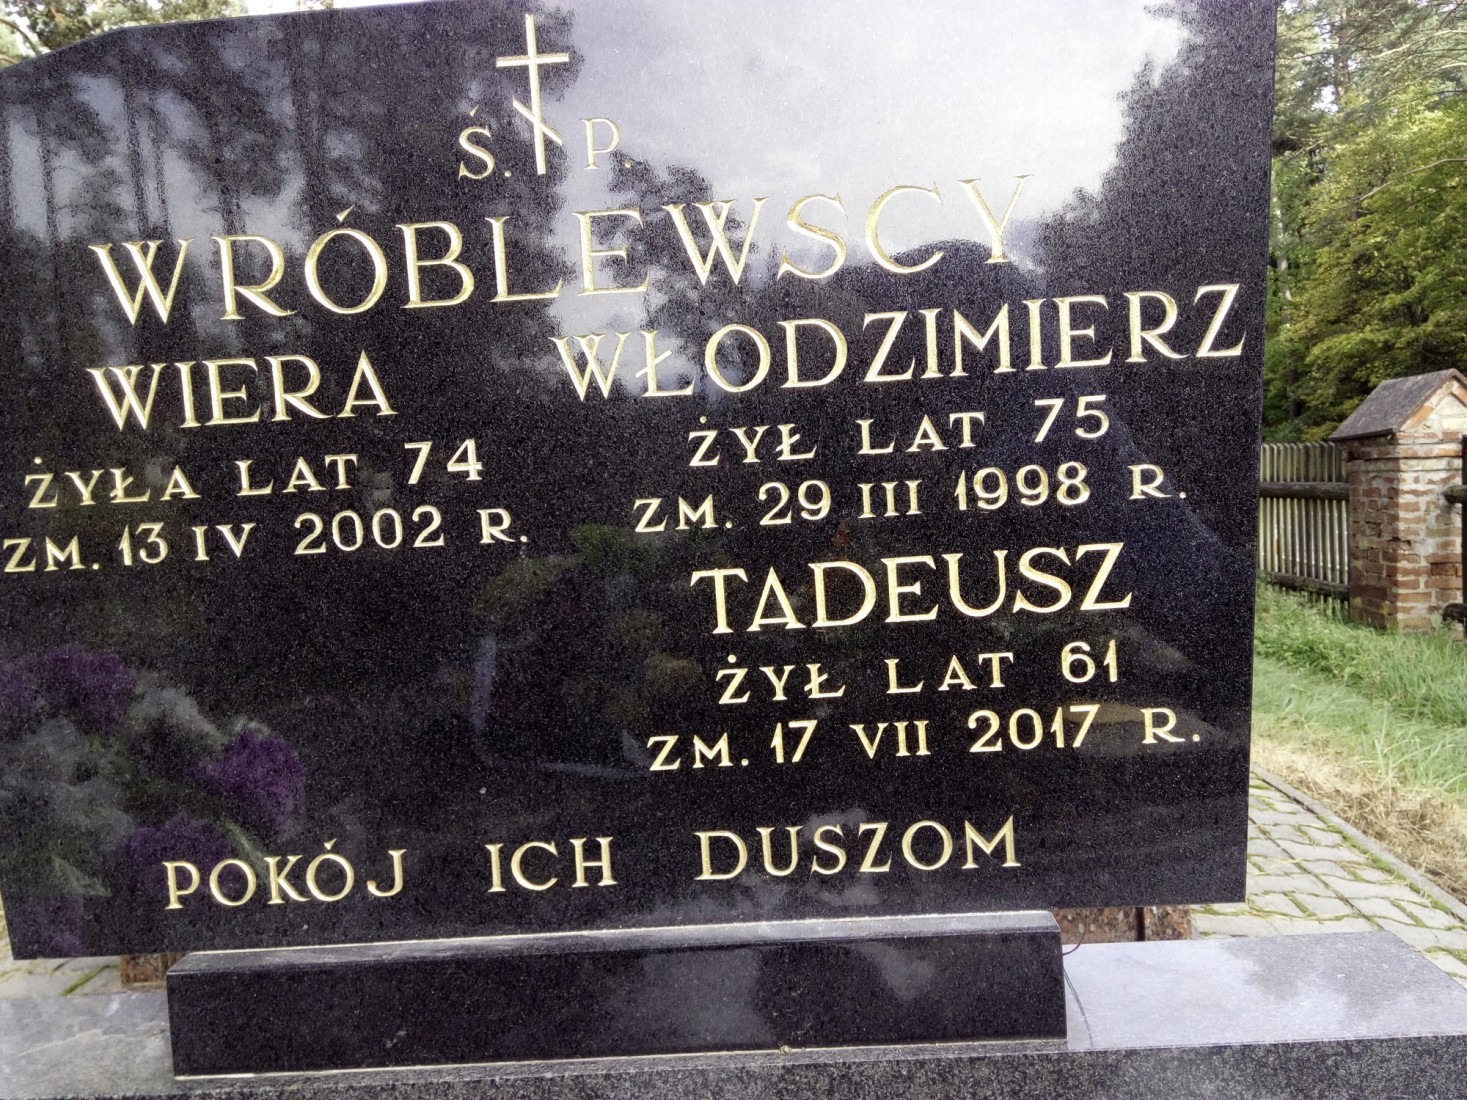 Ś. P.
WRÓBLEWSCY
WIERA
ŻYŁA LAT 74
ZM. 13 IV 2002 R.
WŁODZIMIERZ
ŻYŁ LAT 75
ZM. 29 III 1998 R.
TADEUSZ
ŻYŁ LAT 61
ZM. 17 VII 2017 R.
POKÓJ ICH DUSZOM